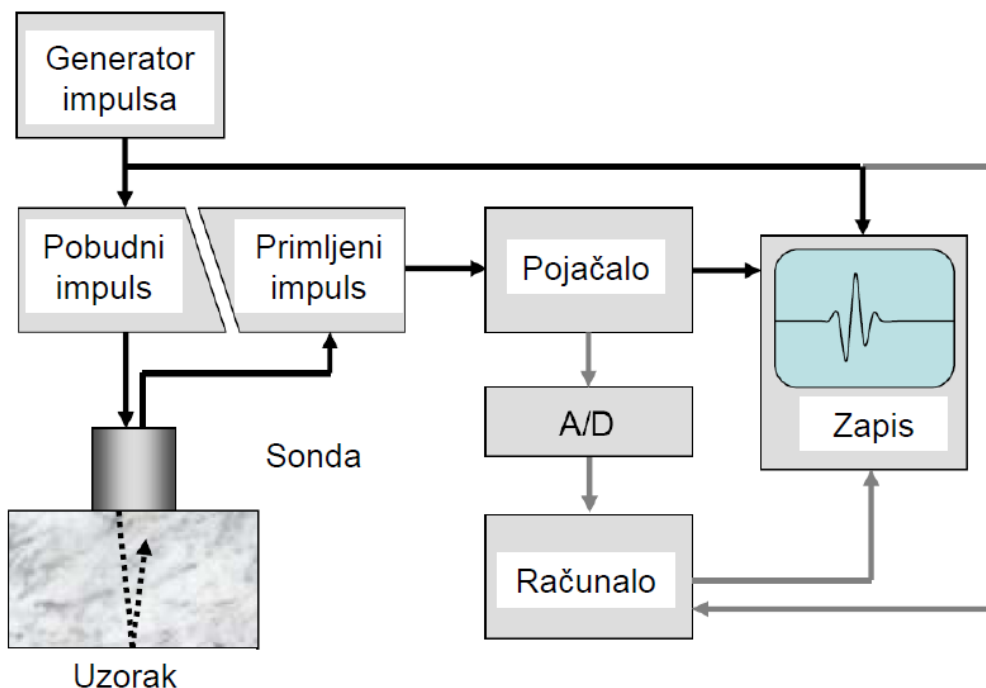 Generator
impulsa
Pobudni
impuls
Primljeni
impuls
Pojačalo
Zapis
A/D
Sonda
Računalo
Uzorak